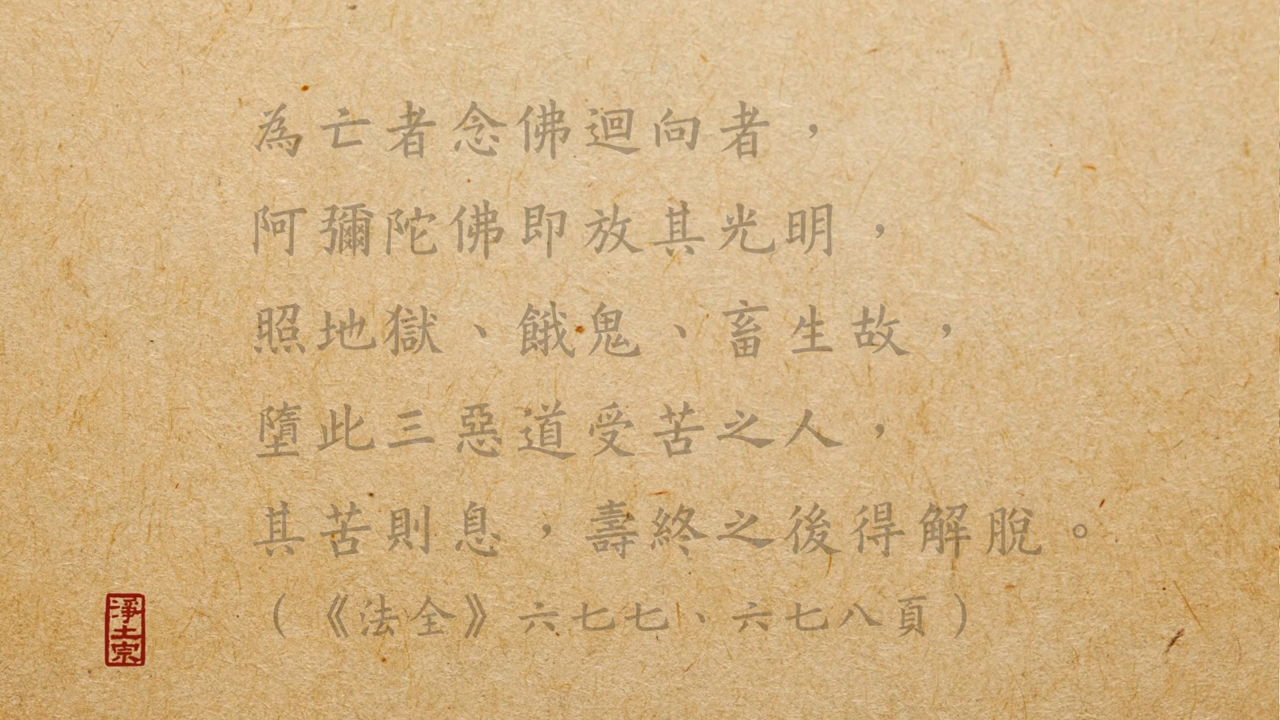 為亡者念佛迴向者，
阿彌陀佛即放其光明，
照地獄、餓鬼、畜生故，
墮此三惡道受苦之人，
其苦則息，壽終之後得解脫。
（《法全》六七七、六七八頁）
淨土宗